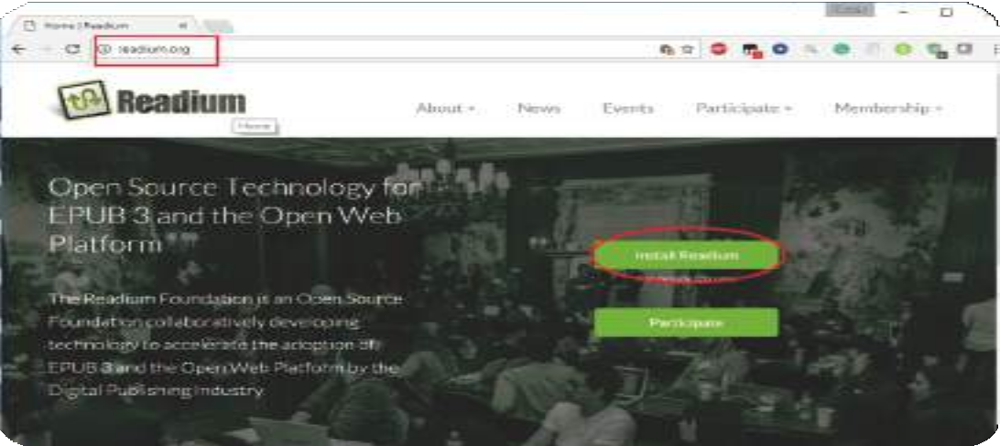 Home | Readium
readium.org
Readium
About
News
Events
Participate
Membership
Home
Open Source Technology for
EPUB 3 and the Open Web
Platform
Install Readium
The Readium Foundation is an Open Source
Foundation collaboratively developing
technology to accelerate the adoption of
EPUB 3 and the Open Web Platform by the
Digital Publishing Industry
Participate